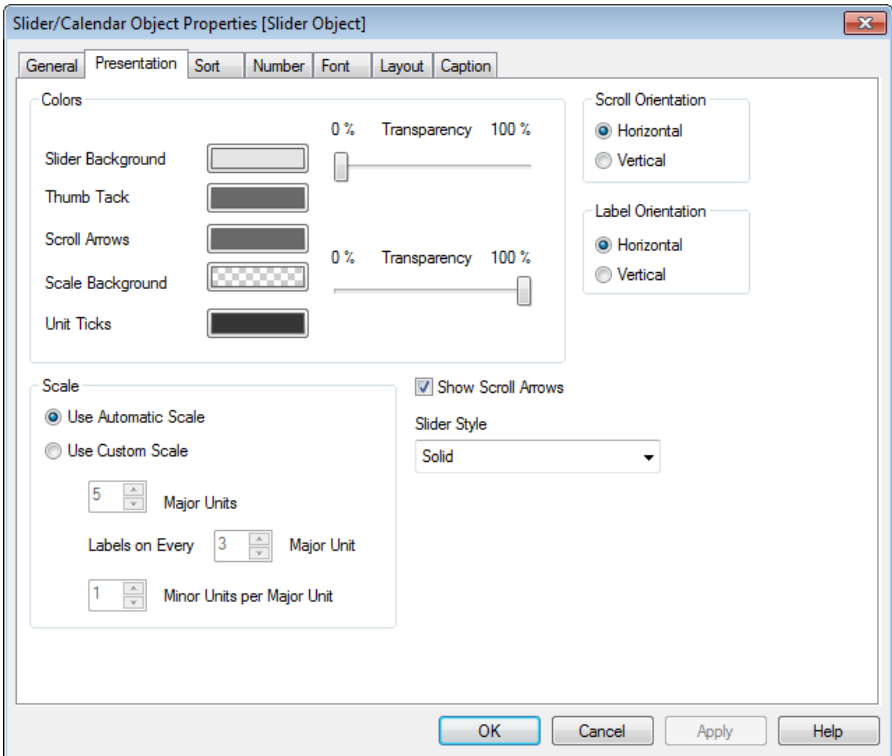 Slider/Calendar Object Properties [Slider Object]
General Presentation Sort Number Font Layout Caption
Colors
0 % Transparency 100 %
Slider Background
Thumb Tack
Scroll Arrows
0 % Transparency 100 %
Scale Background
Unit Ticks
Scroll Orientation
Horizontal
Vertical
Label Orientation
Horizontal
Vertical
Scale
Use Automatic Scale
Use Custom Scale
5 Major Units
Labels on Every 3 Major Unit
1 Minor Units per Major Unit
Show Scroll Arrows
Slider Style
Solid
OK Cancel Apply Help